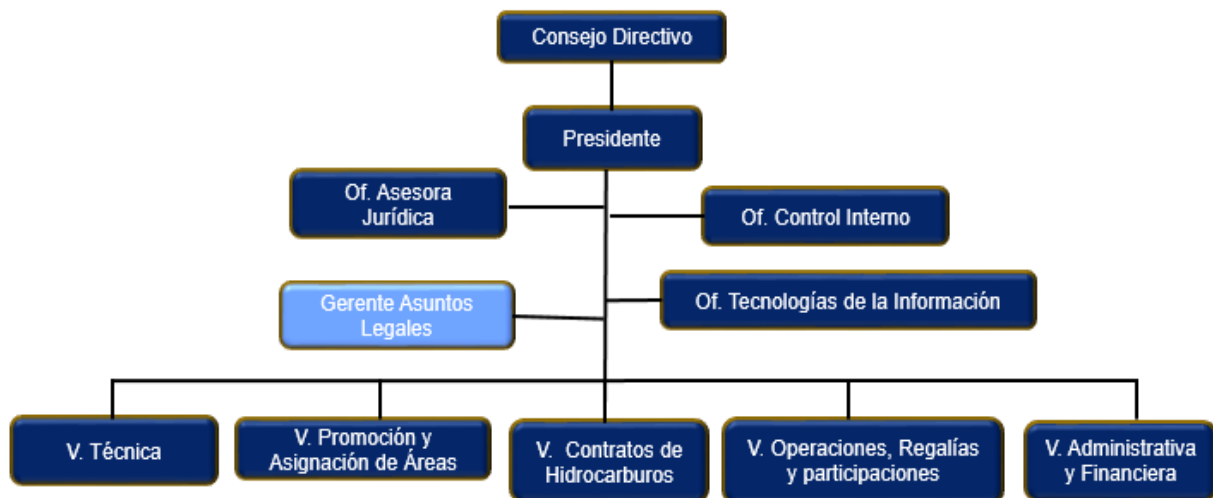 Consejo Directivo
Presidente
Of. Asesora
Jurídica
Of. Control Interno
Gerente Asuntos
Legales
Of. Tecnologías de la Información
V. Técnica
V. Promoción y
Asignación de Áreas
V. Contratos de
Hidrocarburos
V. Operaciones, Regalías
y participaciones
V. Administrativa
y Financiera